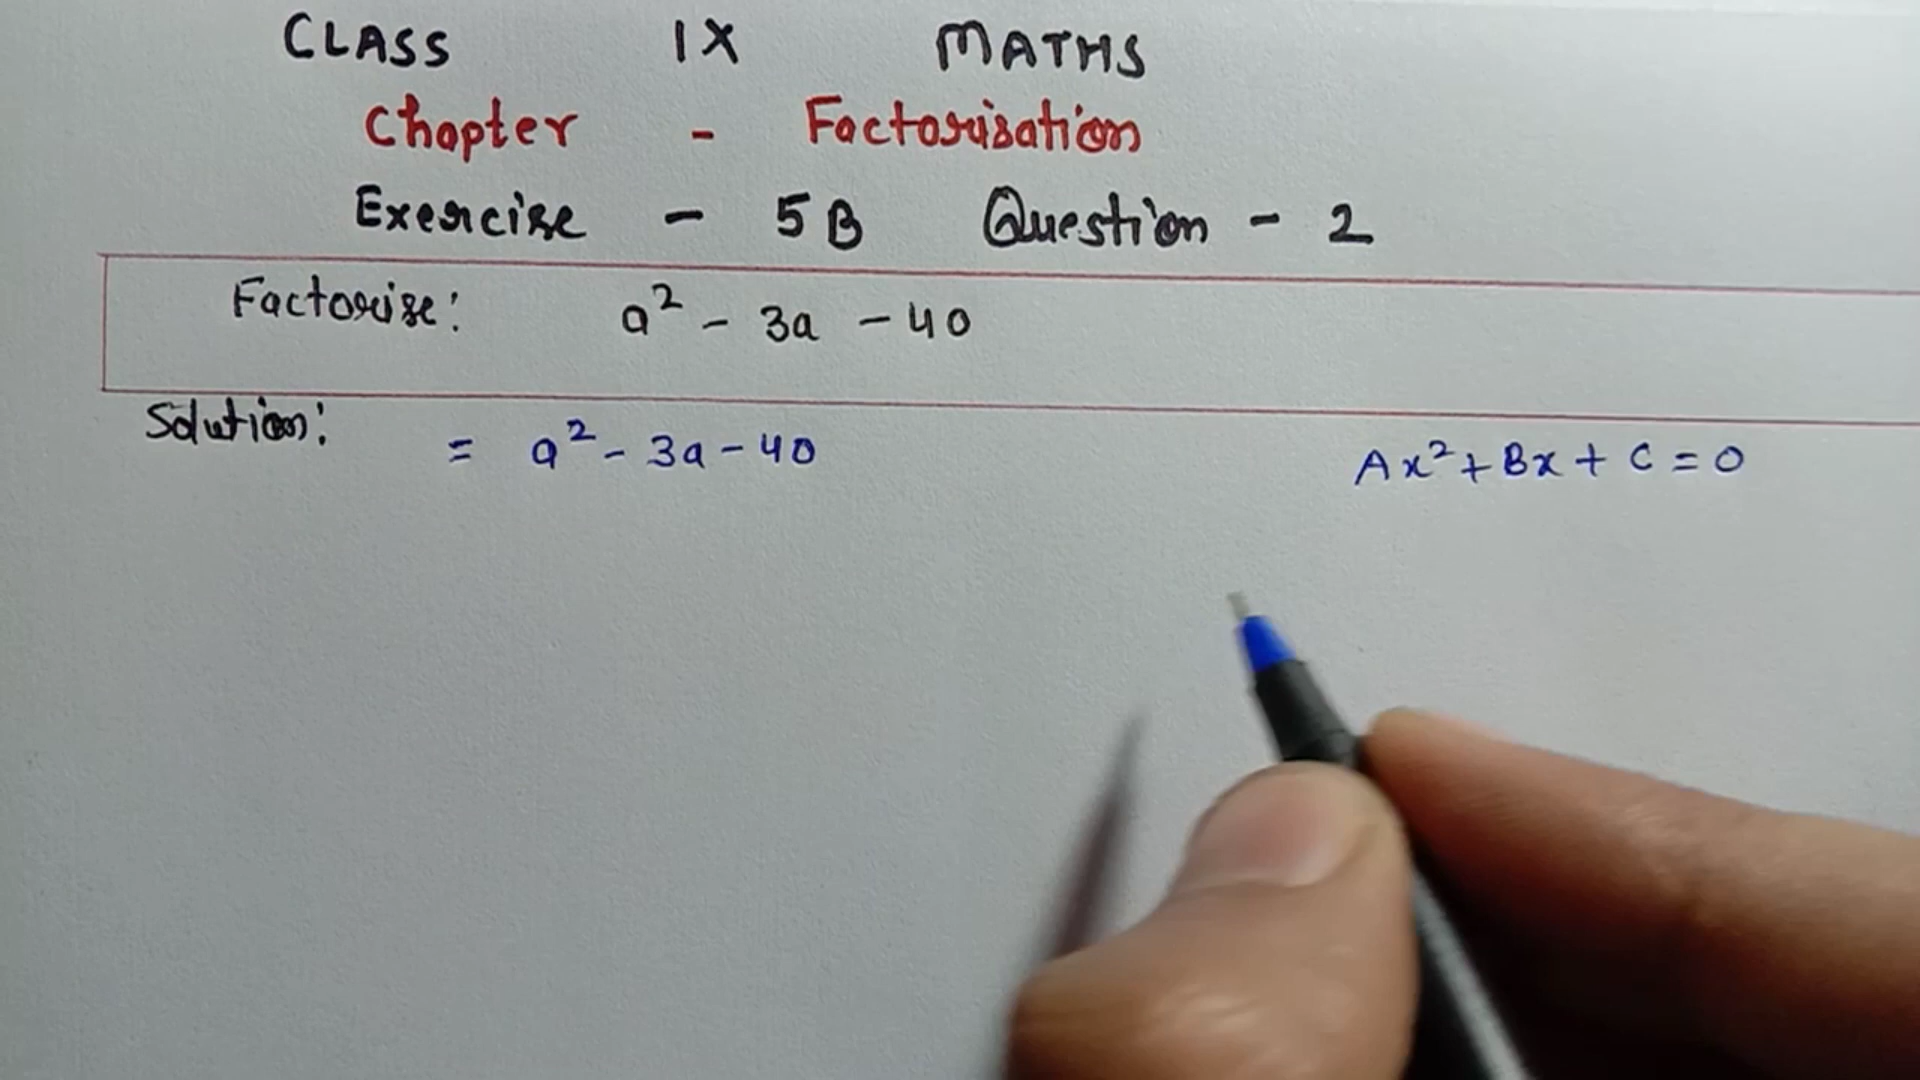 CLASS IX MATHS
Chapter - Factorisation
Exercise - 5B Question - 2
Factorise: a² - 3a - 40
Solution: = a² - 3a - 40 Ax² + Bx + C = 0